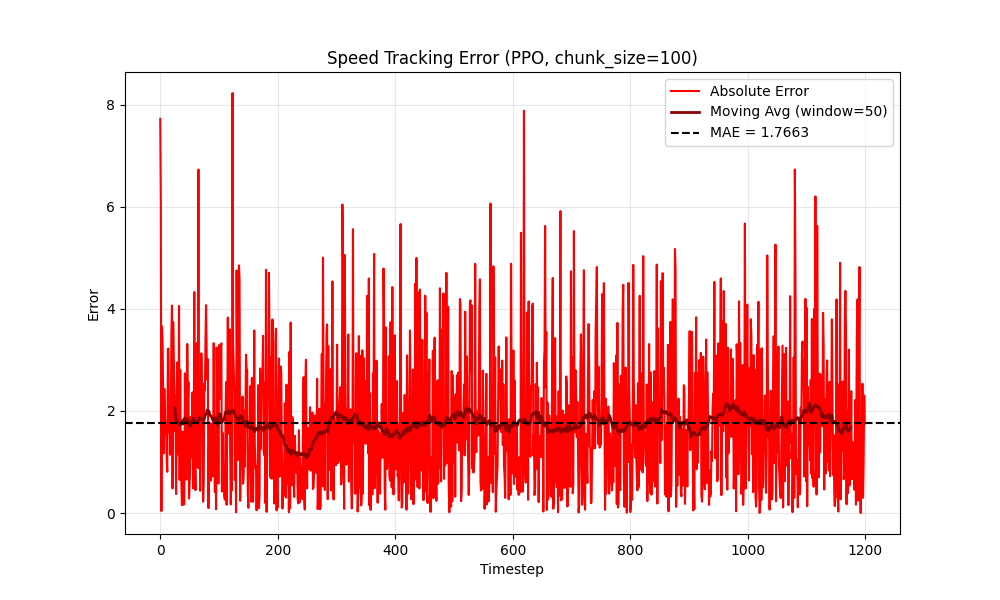 Speed Tracking Error (PPO, chunk_size=100)
Absolute Error
Moving Avg (window=50)
MAE = 1.7663
Error
8
6
4
2
0
0 200 400 600 800 1000 1200
Timestep